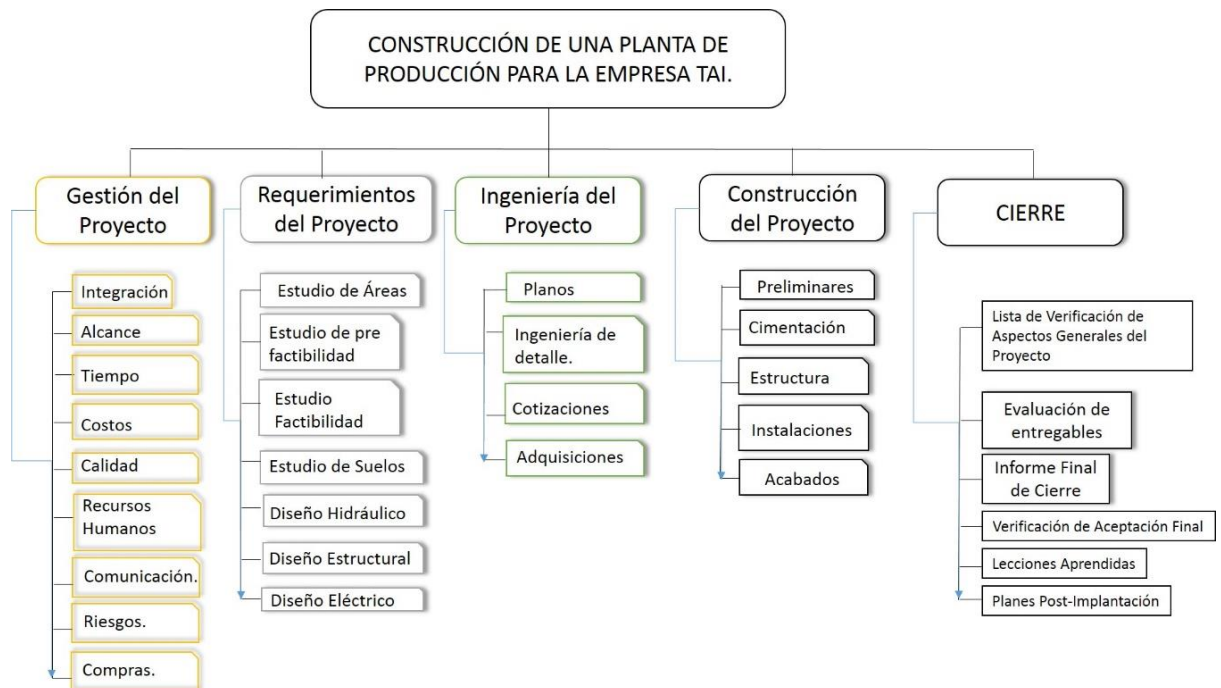 CONSTRUCCIÓN DE UNA PLANTA DE
PRODUCCIÓN PARA LA EMPRESA TAI.
Gestión del
Proyecto
Integración
Alcance
Tiempo
Costos
Calidad
Recursos
Humanos
Comunicación.
Riesgos.
Compras.
Requerimientos
del Proyecto
Estudio de Áreas
Estudio de pre
factibilidad
Estudio
Factibilidad
Estudio de Suelos
Diseño Hidráulico
Diseño Estructural
Diseño Eléctrico
Ingeniería del
Proyecto
Planos
Ingeniería de
detalle.
Cotizaciones
Adquisiciones
Construcción
del Proyecto
Preliminares
Cimentación
Estructura
Instalaciones
Acabados
CIERRE
Lista de Verificación de
Aspectos Generales del
Proyecto
Evaluación de
entregables
Informe Final
de Cierre
Verificación de Aceptación Final
Lecciones Aprendidas
Planes Post-Implantación